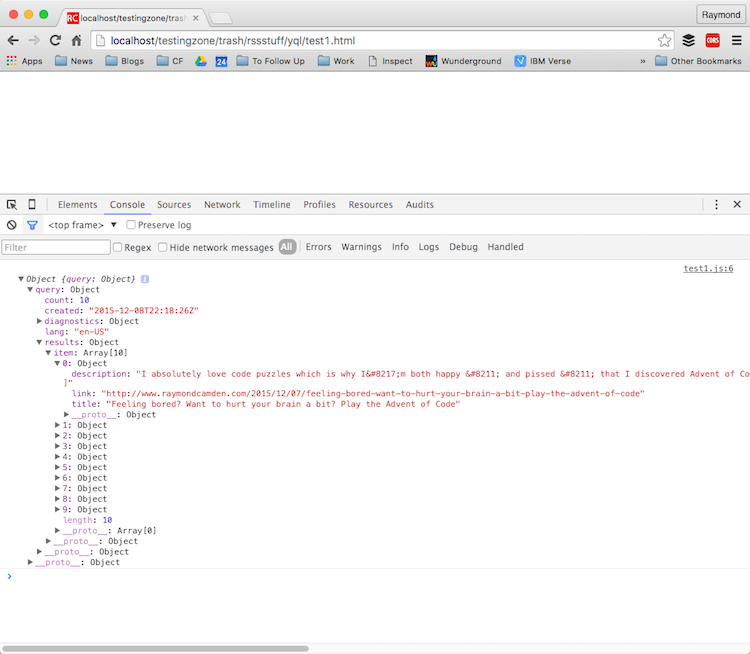 RC localhost/testingzone/trash
Raymond
localhost/testingzone/trash/rssstuff/yql/test1.html
CORS
Apps News Blogs CF 24 To Follow Up Work Inspect Wunderground IBM Verse » Other Bookmarks
Elements Console Sources Network Timeline Profiles Resources Audits
<top frame> Preserve log
Filter Regex Hide network messages All Errors Warnings Info Logs Debug Handled
test1.js:6
Object {query: Object}
query: Object
count: 10
created: "2015-12-08T22:18:26Z"
diagnostics: Object
lang: "en-US"
results: Object
item: Array[10]
0: Object
description: "I absolutely love code puzzles which is why I&#8217;m both happy &#8211; and pissed &#8211; that I discovered Advent of Co
]"
link: "http://www.raymondcamden.com/2015/12/07/feeling-bored-want-to-hurt-your-brain-a-bit-play-the-advent-of-code"
title: "Feeling bored? Want to hurt your brain a bit? Play the Advent of Code"
__proto__: Object
1: Object
2: Object
3: Object
4: Object
5: Object
6: Object
7: Object
8: Object
9: Object
length: 10
__proto__: Array[0]
__proto__: Object
__proto__: Object
__proto__: Object